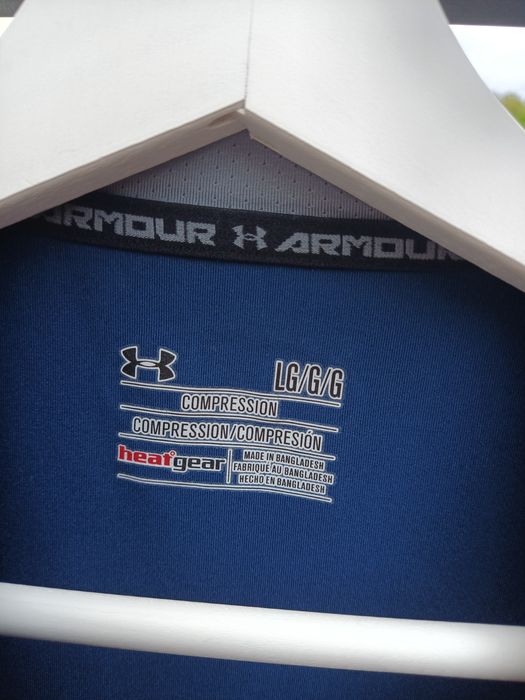 ARMOUR ARMOUR
LG/G/G
COMPRESSION
COMPRESSION/COMPRESIÓN
heatgear
MADE IN BANGLADESH
FABRIQUÉ AU BANGLADESH
HECHO EN BANGLADESH